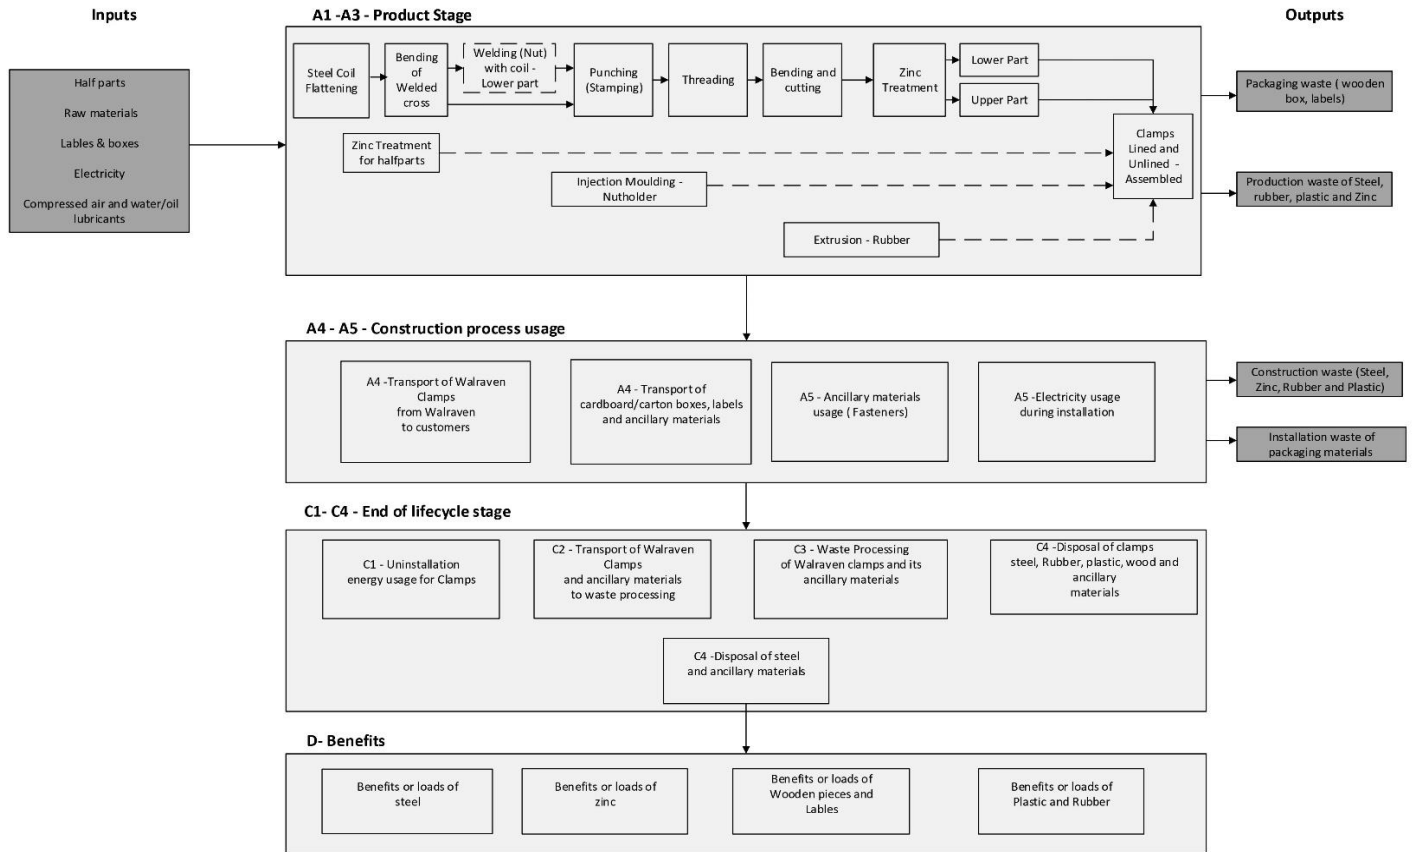 Inputs
A1 -A3 - Product Stage
Outputs
Half parts
Raw materials
Lables & boxes
Electricity
Compressed air and water/oil
lubricants
Steel Coil
Flattening
Bending
of
Welded
cross
Welding (Nut)
with coil -
Lower part
Punching
(Stamping)
Threading
Bending and
cutting
Zinc
Treatment
Lower Part
Upper Part
Zinc Treatment
for halfparts
Injection Moulding -
Nutholder
Extrusion - Rubber
Clamps
Lined and
Unlined -
Assembled
Packaging waste ( wooden
box, labels)
Production waste of Steel,
rubber, plastic and Zinc
A4 - A5 - Construction process usage
A4 -Transport of Walraven
Clamps
from Walraven
to customers
A4 - Transport of
cardboard/carton boxes, labels
and ancillary materials
A5 - Ancillary materials
usage ( Fasteners)
A5 -Electricity usage
during installation
Construction waste (Steel,
Zinc, Rubber and Plastic)
Installation waste of
packaging materials
C1- C4 - End of lifecycle stage
C1 - Uninstallation
energy usage for Clamps
C2 - Transport of Walraven
Clamps
and ancillary materials
to waste processing
C3 - Waste Processing
of Walraven clamps and its
ancillary materials
C4 -Disposal of clamps
steel, Rubber, plastic, wood and
ancillary
materials
C4 -Disposal of steel
and ancillary materials
D- Benefits
Benefits or loads of
steel
Benefits or loads of
zinc
Benefits or loads of
Wooden pieces and
Lables
Benefits or loads of
Plastic and Rubber